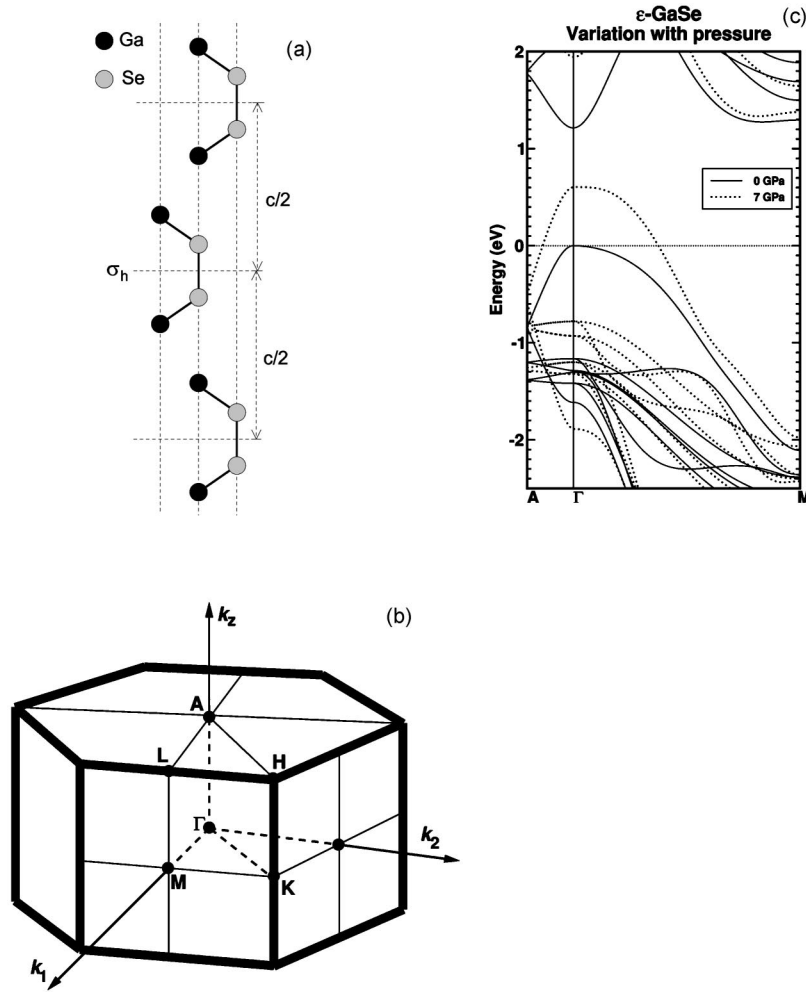 Ga
Se
(a)
c/2
σh
c/2
(c)
ε-GaSe
Variation with pressure
2
1
0
-1
-2
Energy (eV)
0 GPa
7 GPa
A Γ M
(b)
kz
A
L H
Γ
k2
M K
k1